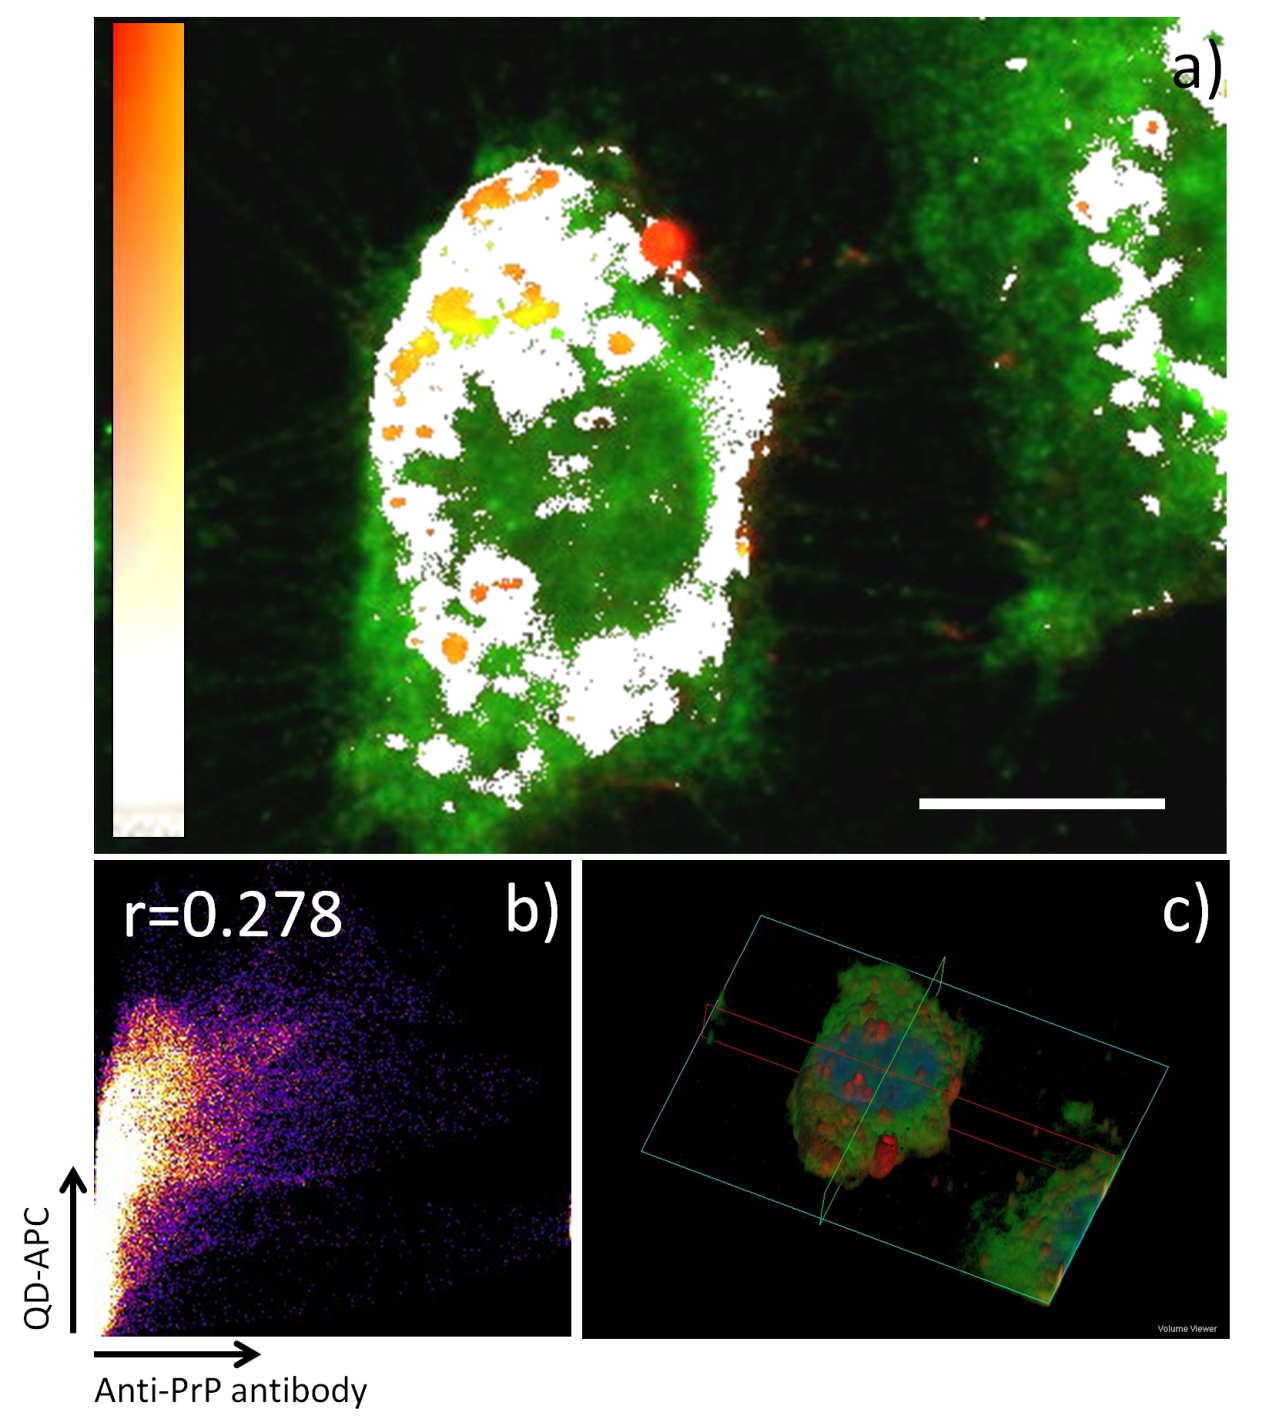 a)
r=0.278
b)
c)
QD-APC
Volume Viewer
Anti-PrP antibody